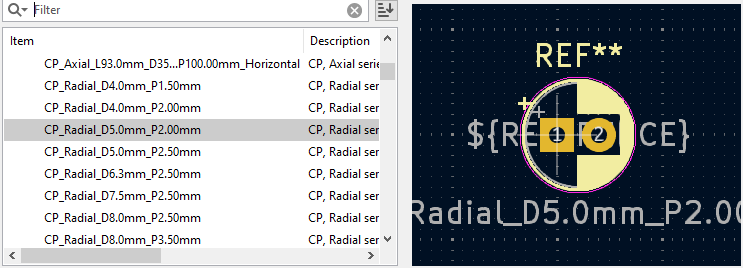 Filter
Item Description
CP_Axial_L93.0mm_D35...P100.00mm_Horizontal CP, Axial serie
CP_Radial_D4.0mm_P1.50mm CP, Radial ser
CP_Radial_D4.0mm_P2.00mm CP, Radial ser
CP_Radial_D5.0mm_P2.00mm CP, Radial ser
CP_Radial_D5.0mm_P2.50mm CP, Radial ser
CP_Radial_D6.3mm_P2.50mm CP, Radial ser
CP_Radial_D7.5mm_P2.50mm CP, Radial ser
CP_Radial_D8.0mm_P2.50mm CP, Radial ser
CP_Radial_D8.0mm_P3.50mm CP, Radial ser
REF**
1 2
Radial_D5.0mm_P2.00